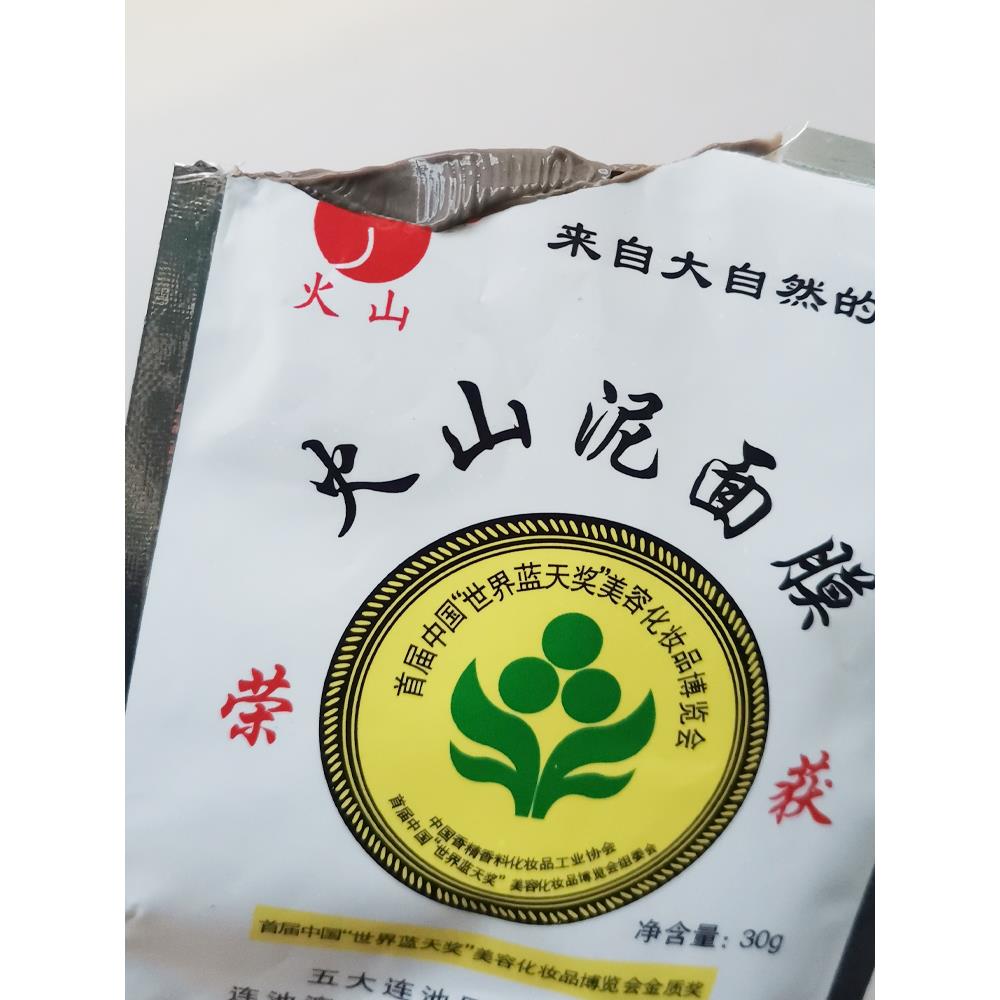 火山
来自大自然的
火山泥面膜
首届中国“世界蓝天奖”美容化妆品博览会
荣获
中国香精香料化妆品工业协会
首届中国“世界蓝天奖”美容化妆品博览会组委会
净含量：30g
首届中国“世界蓝天奖”美容化妆品博览会金质奖
五大连池
连池